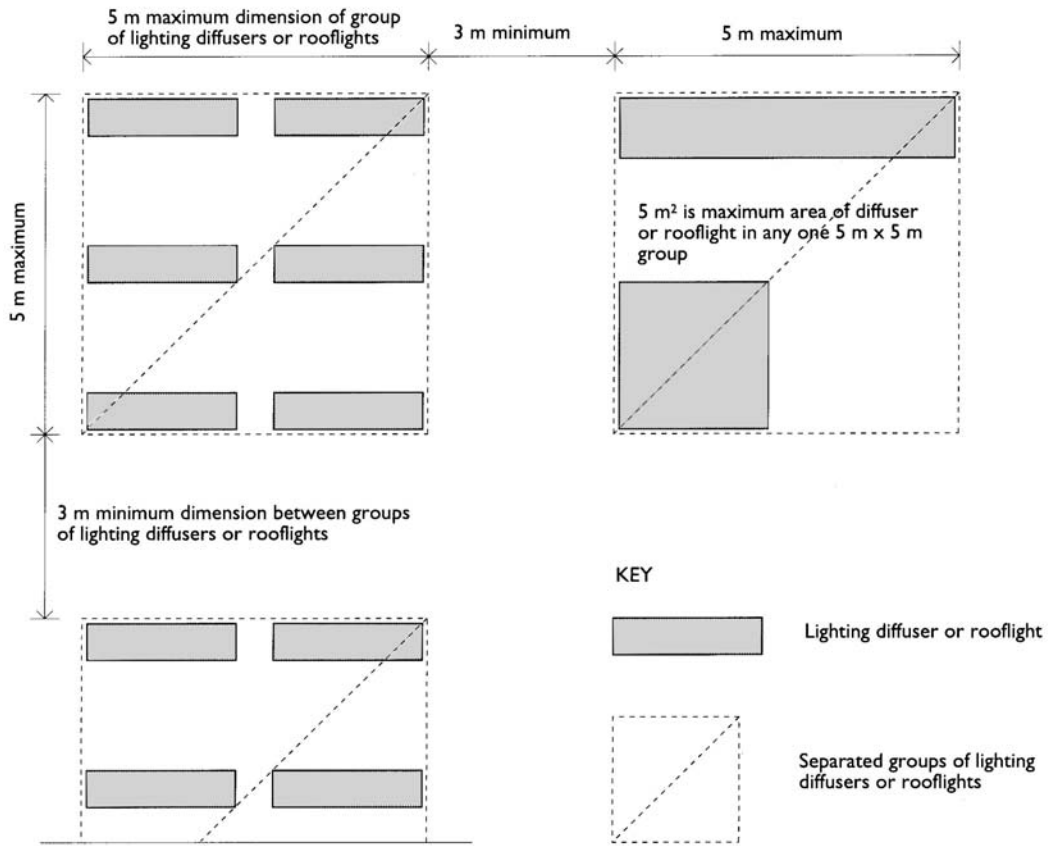 5 m maximum dimension of group
of lighting diffusers or rooflights
3 m minimum
5 m maximum
5 m maximum
5 m² is maximum area of diffuser
or rooflight in any one 5 m x 5 m
group
3 m minimum dimension between groups
of lighting diffusers or rooflights
KEY
Lighting diffuser or rooflight
Separated groups of lighting
diffusers or rooflights